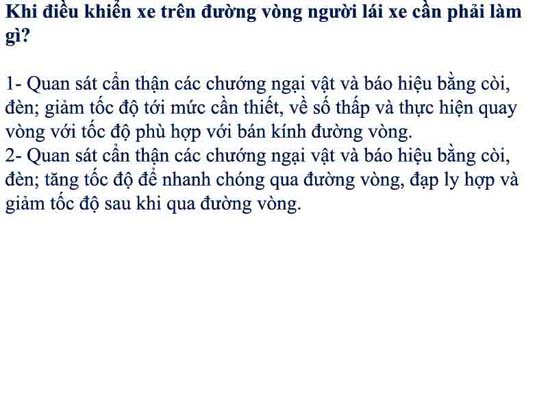 Khi điều khiển xe trên đường vòng người lái xe cần phải làm
gì?
1- Quan sát cẩn thận các chướng ngại vật và báo hiệu bằng còi,
đèn; giảm tốc độ tới mức cần thiết, về số thấp và thực hiện quay
vòng với tốc độ phù hợp với bán kính đường vòng.
2- Quan sát cẩn thận các chướng ngại vật và báo hiệu bằng còi,
đèn; tăng tốc độ để nhanh chóng qua đường vòng, đạp ly hợp và
giảm tốc độ sau khi qua đường vòng.